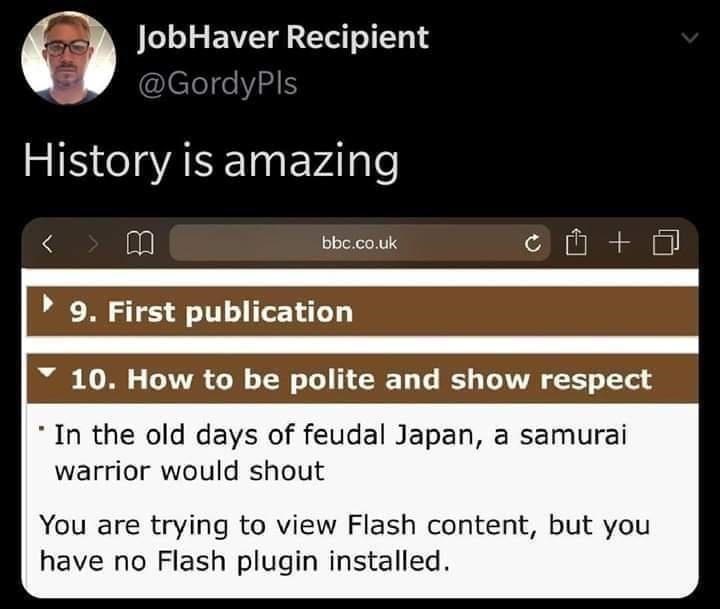 JobHaver Recipient
@GordyPls
History is amazing
bbc.co.uk
9. First publication
10. How to be polite and show respect
In the old days of feudal Japan, a samurai
warrior would shout
You are trying to view Flash content, but you
have no Flash plugin installed.